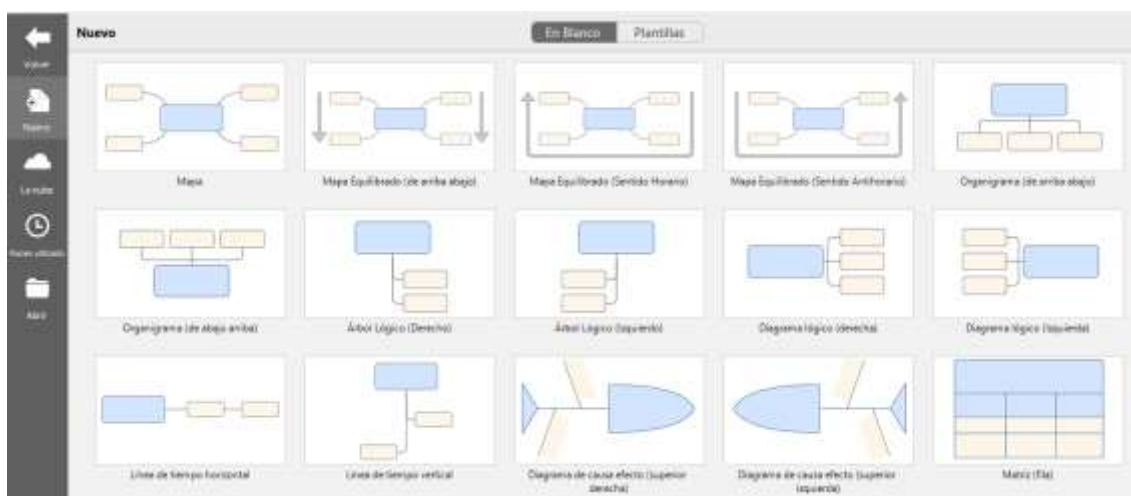 Nuevo
En Blanco
Plantillas
Volver
Nuevo
La nube
Abrir
Mapa
Mapa Equilibrado (de arriba abajo)
Mapa Equilibrado (Sentido Horario)
Mapa Equilibrado (Sentido Antihorario)
Organigrama (de arriba abajo)
Organigrama (de abajo arriba)
Árbol Lógico (Derecho)
Árbol Lógico (Izquierdo)
Diagrama lógico (derecha)
Diagrama lógico (izquierda)
Línea de tiempo horizontal
Línea de tiempo vertical
Diagrama de causa efecto (superior
derecha)
Diagrama de causa efecto (superior
izquierda)
Matriz (fila)